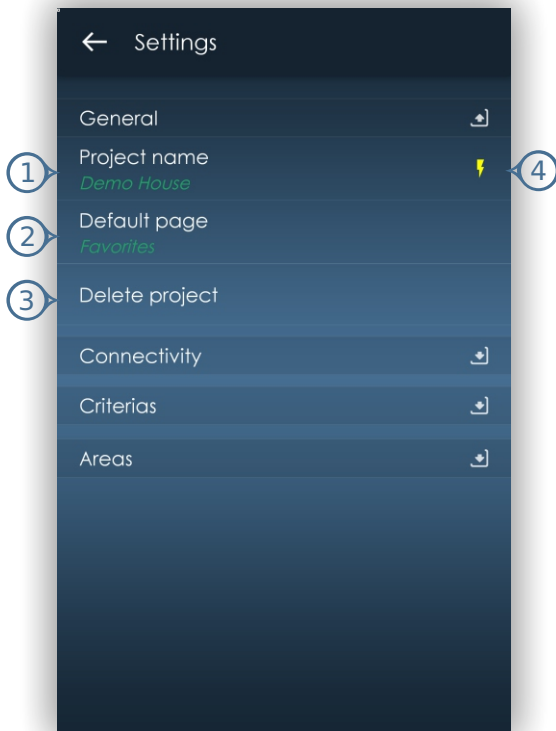 Settings
General
1 Project name 4
Demo House
2 Default page
Favorites
3 Delete project
Connectivity
Criterias
Areas